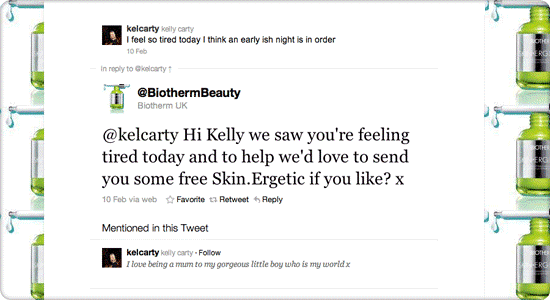 kelcarty kelly carty
I feel so tired today I think an early ish night is in order
10 Feb
in reply to @kelcarty ↑
@BiothermBeauty
Biotherm UK
@kelcarty Hi Kelly we saw you're feeling
tired today and to help we'd love to send
you some free Skin.Ergetic if you like? x
10 Feb via web Favorite Retweet Reply
Mentioned in this Tweet
kelcarty kelly carty · Follow
I love being a mum to my gorgeous little boy who is my world x